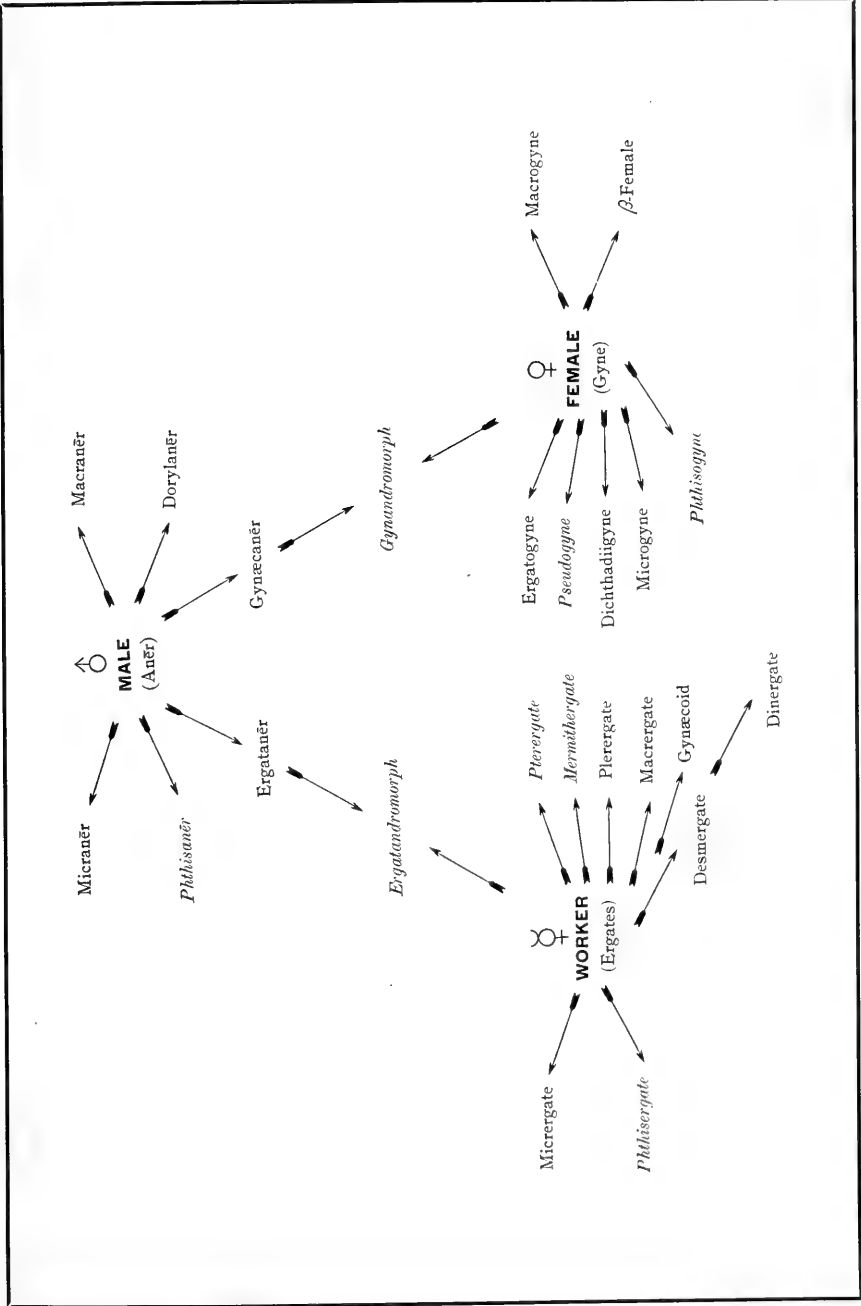 Micranēr
Macranēr
♂
MALE
(Anēr)
Phthisanēr
Dorylanēr
Ergatanēr
Gynæcanēr
Ergatandromorph
Gynandromorph
☿
WORKER
(Ergates)
Micrergate
Phthisergate
Pterergate
Mermithergate
Plerergate
Macrergate
Gynæcoid
Desmergate
Dinergate
♀
FEMALE
(Gyne)
Ergatogyne
Pseudogyne
Dichthadiigyne
Microgyne
Phthisogyne
Macrogyne
β-Female